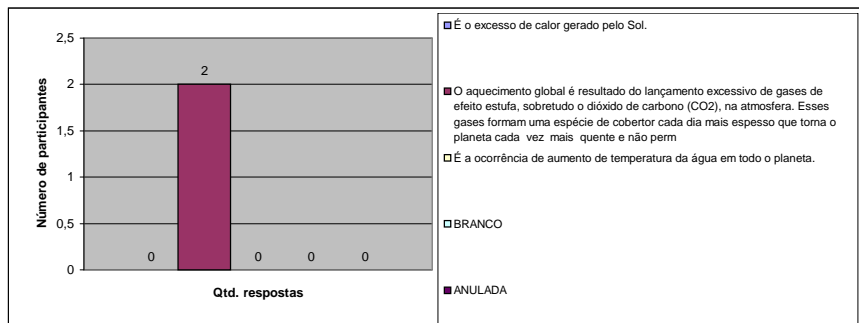 2,5
2
1,5
1
0,5
0
Número de participantes
0
2
0
0
0
Qtd. respostas
É o excesso de calor gerado pelo Sol.
O aquecimento global é resultado do lançamento excessivo de gases de
efeito estufa, sobretudo o dióxido de carbono (CO2), na atmosfera. Esses
gases formam uma espécie de cobertor cada dia mais espesso que torna o
planeta cada vez mais quente e não perm
É a ocorrência de aumento de temperatura da água em todo o planeta.
BRANCO
ANULADA